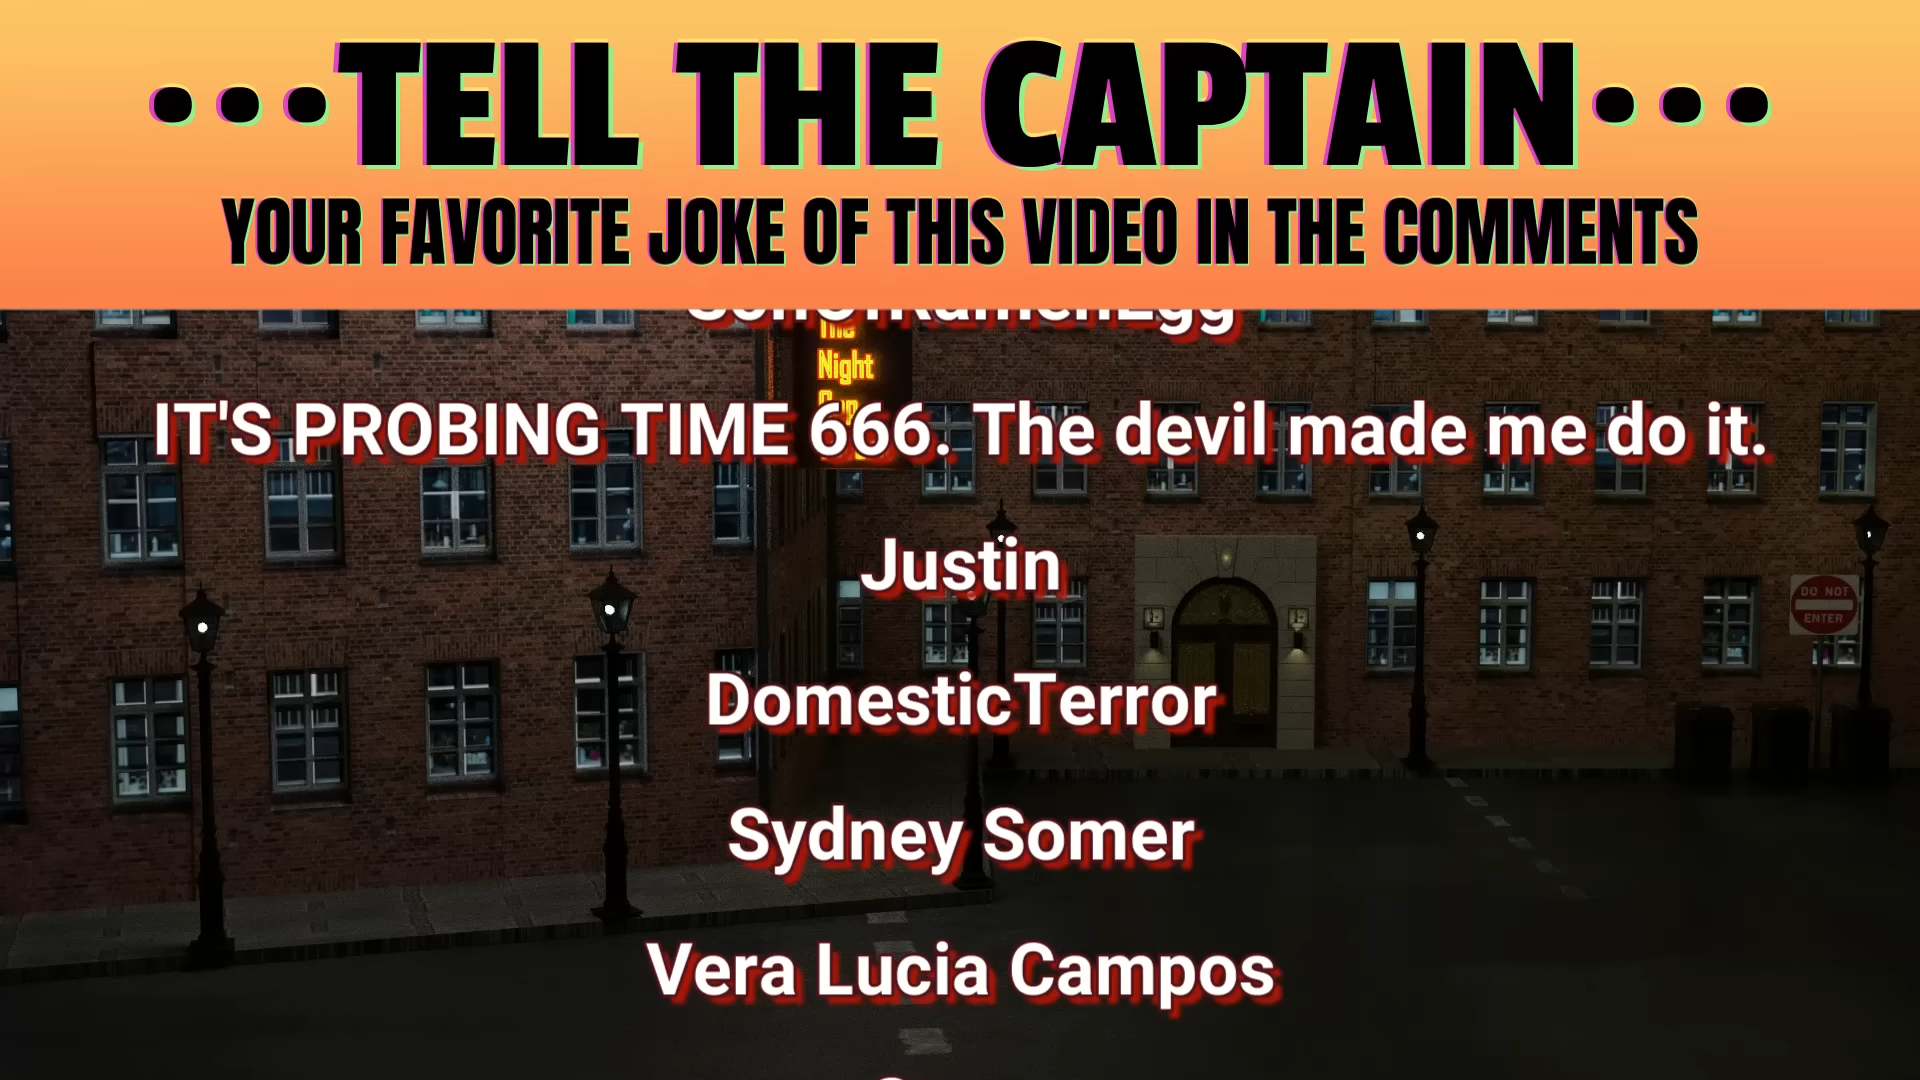 ...TELL THE CAPTAIN...
YOUR FAVORITE JOKE OF THIS VIDEO IN THE COMMENTS
The
Night
IT'S PROBING TIME 666. The devil made me do it.
Justin
DO NOT
ENTER
DomesticTerror
Sydney Somer
Vera Lucia Campos